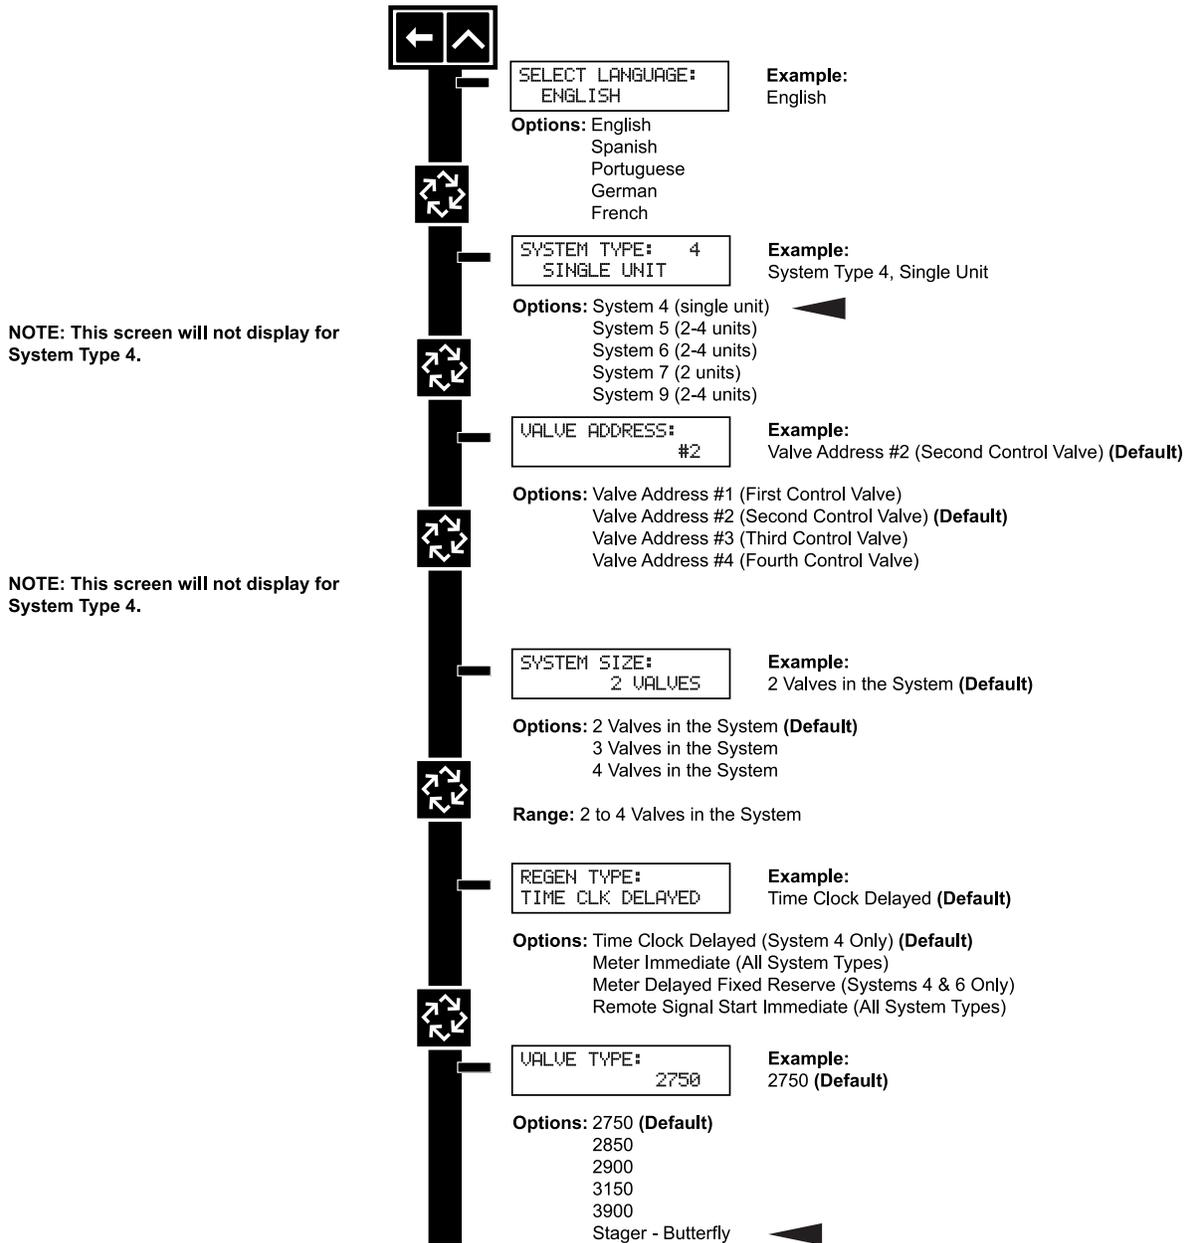 SELECT LANGUAGE:
ENGLISH
Example:
English
Options: English
Spanish
Portuguese
German
French
SYSTEM TYPE: 4
SINGLE UNIT
Example:
System Type 4, Single Unit
Options: System 4 (single unit)
System 5 (2-4 units)
System 6 (2-4 units)
System 7 (2 units)
System 9 (2-4 units)
NOTE: This screen will not display for
System Type 4.
VALVE ADDRESS:
#2
Example:
Valve Address #2 (Second Control Valve) (Default)
Options: Valve Address #1 (First Control Valve)
Valve Address #2 (Second Control Valve) (Default)
Valve Address #3 (Third Control Valve)
Valve Address #4 (Fourth Control Valve)
NOTE: This screen will not display for
System Type 4.
SYSTEM SIZE:
2 VALVES
Example:
2 Valves in the System (Default)
Options: 2 Valves in the System (Default)
3 Valves in the System
4 Valves in the System
Range: 2 to 4 Valves in the System
REGEN TYPE:
TIME CLK DELAYED
Example:
Time Clock Delayed (Default)
Options: Time Clock Delayed (System 4 Only) (Default)
Meter Immediate (All System Types)
Meter Delayed Fixed Reserve (Systems 4 & 6 Only)
Remote Signal Start Immediate (All System Types)
VALVE TYPE:
2750
Example:
2750 (Default)
Options: 2750 (Default)
2850
2900
3150
3900
Stager - Butterfly